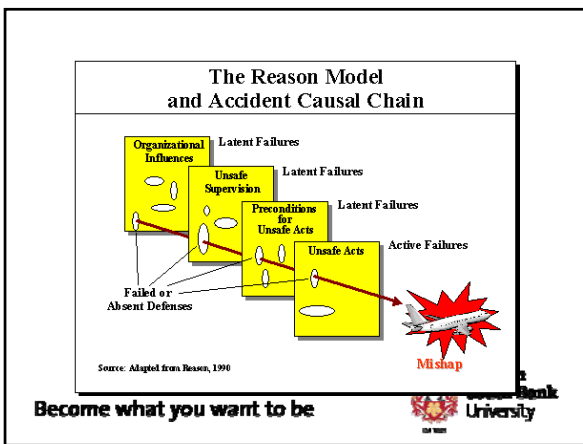 The Reason Model
and Accident Causal Chain
Organizational
Influences
Latent Failures
Unsafe
Supervision
Latent Failures
Preconditions
for
Unsafe Acts
Latent Failures
Unsafe Acts
Active Failures
Failed or
Absent Defenses
Mishap
Source: Adapted from Reason, 1990
Become what you want to be
Bank
University